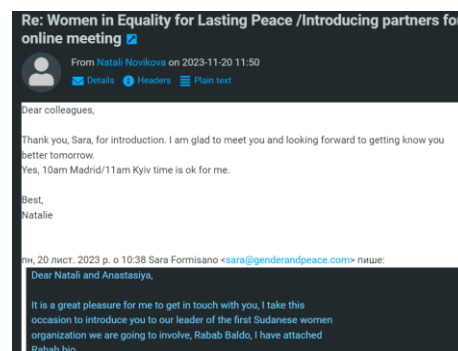 Re: Women in Equality for Lasting Peace /Introducing partners for
online meeting
From Natali Novikova on 2023-11-20 11:50
Details Headers Plain text
Dear colleagues,
Thank you, Sara, for introduction. I am glad to meet you and looking forward to getting know you
better tomorrow.
Yes, 10am Madrid/11am Kyiv time is ok for me.
Best,
Natalie
пн, 20 лист. 2023 р. о 10:38 Sara Formisano <sara@genderandpeace.com> пише:
Dear Natali and Anastasiya,
It is a great pleasure for me to get in touch with you, I take this
occasion to introduce you to our leader of the first Sudanese women
organization we are going to involve, Rabab Baldo, I have attached
Rabab bio